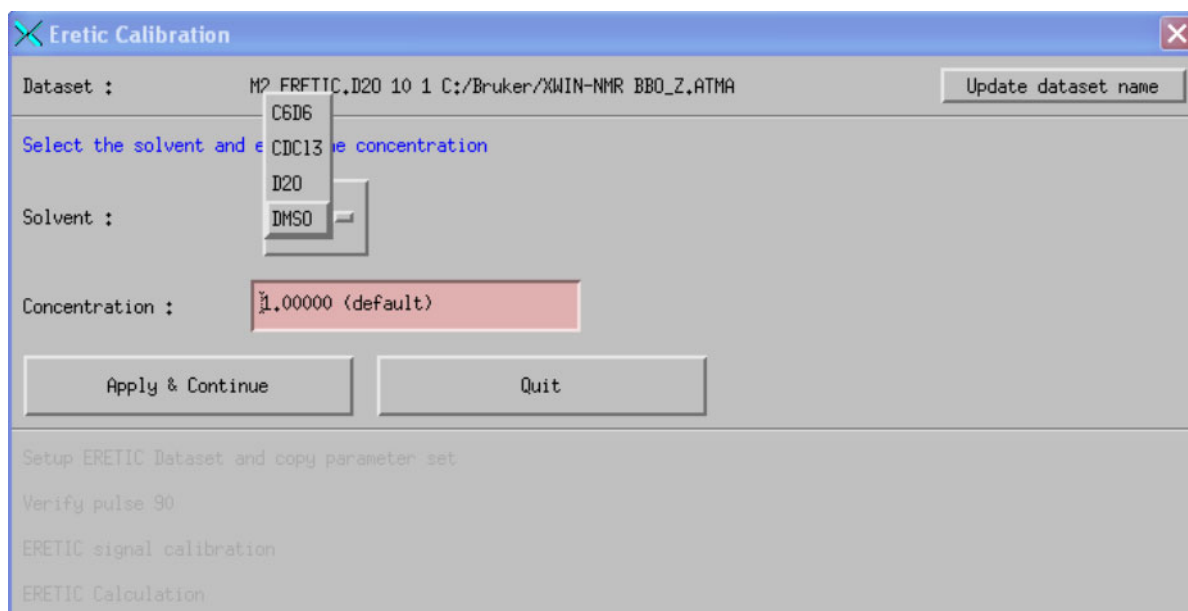 Eretic Calibration
Dataset : M2 ERETIC.D2O 10 1 C:/Bruker/XWIN-NMR BBO_Z.ATMA Update dataset name
C6D6
Select the solvent and e he concentration
CDCl3
D2O
Solvent : DMSO
Concentration : 1.00000 (default)
Apply & Continue Quit
Setup ERETIC Dataset and copy parameter set
Verify pulse 90
ERETIC signal calibration
ERETIC Calculation